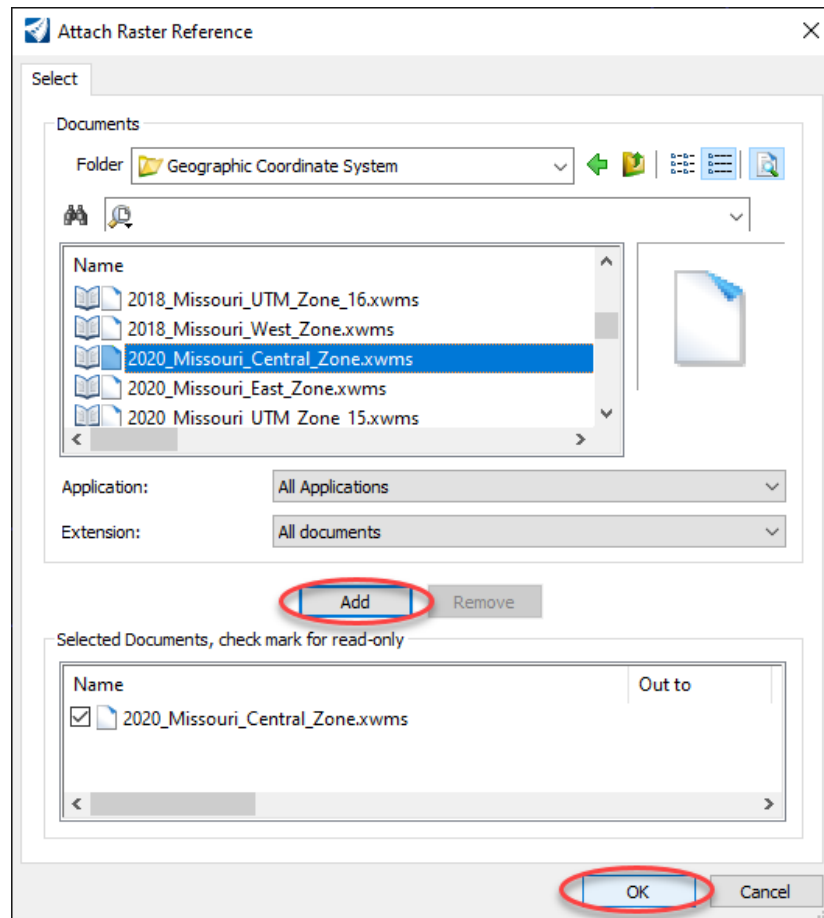 Attach Raster Reference
Select
Documents
Folder Geographic Coordinate System
Name
2018_Missouri_UTM_Zone_16.xwms
2018_Missouri_West_Zone.xwms
2020_Missouri_Central_Zone.xwms
2020_Missouri_East_Zone.xwms
2020_Missouri_UTM_Zone_15.xwms
Application: All Applications
Extension: All documents
Add Remove
Selected Documents, check mark for read-only
Name Out to
2020_Missouri_Central_Zone.xwms
OK Cancel